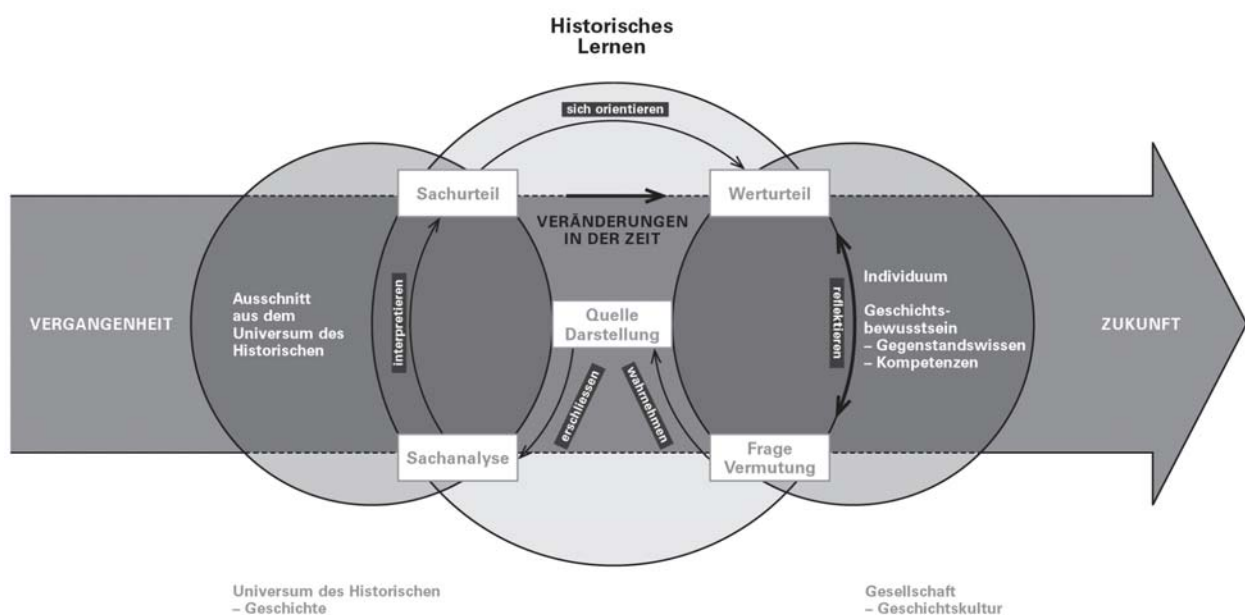 Historisches
Lernen
sich orientieren
Sachurteil
Werturteil
VERÄNDERUNGEN
IN DER ZEIT
Ausschnitt
aus dem
Universum des
Historischen
VERGANGENHEIT
interpretieren
Quelle
Darstellung
reflektieren
Individuum
Geschichts-
bewusstsein
– Gegenstandswissen
– Kompetenzen
ZUKUNFT
erschliessen
wahrnehmen
Sachanalyse
Frage
Vermutung
Universum des Historischen
– Geschichte
Gesellschaft
– Geschichtskultur